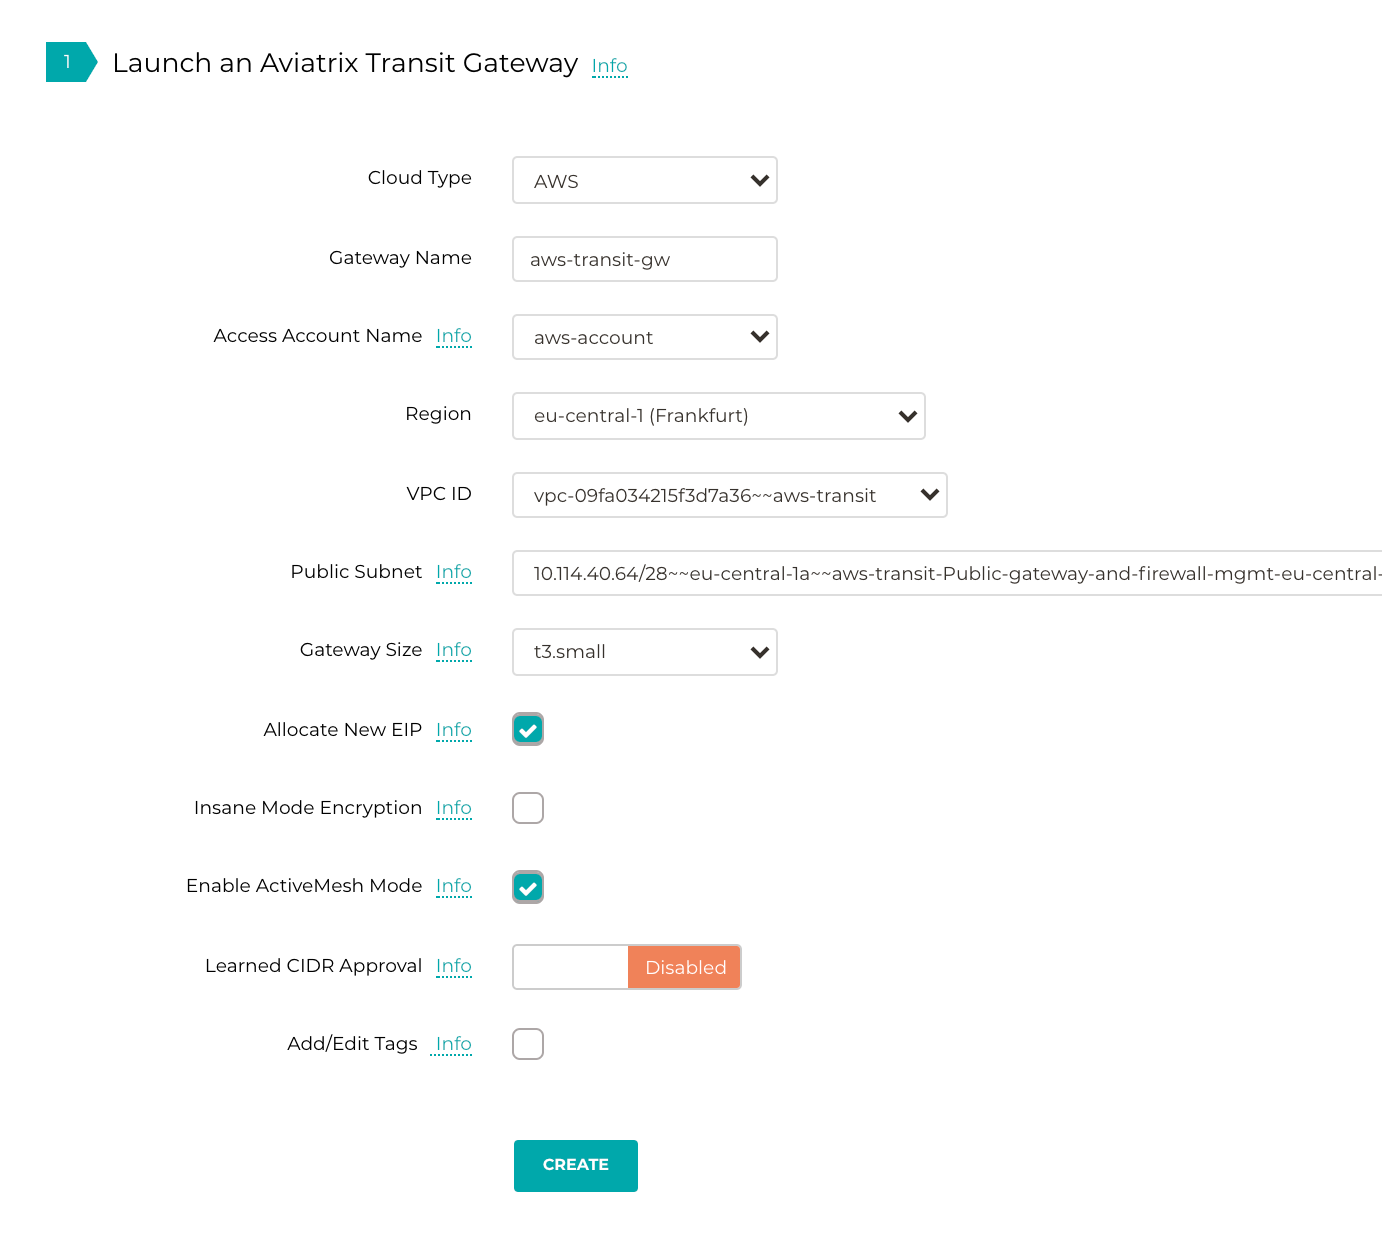 1 Launch an Aviatrix Transit Gateway Info
Cloud Type AWS
Gateway Name aws-transit-gw
Access Account Name Info aws-account
Region eu-central-1 (Frankfurt)
VPC ID vpc-09fa034215f3d7a36~~aws-transit
Public Subnet Info 10.114.40.64/28~~eu-central-1a~~aws-transit-Public-gateway-and-firewall-mgmt-eu-central-
Gateway Size Info t3.small
Allocate New EIP Info
Insane Mode Encryption Info
Enable ActiveMesh Mode Info
Learned CIDR Approval Info Disabled
Add/Edit Tags Info
CREATE